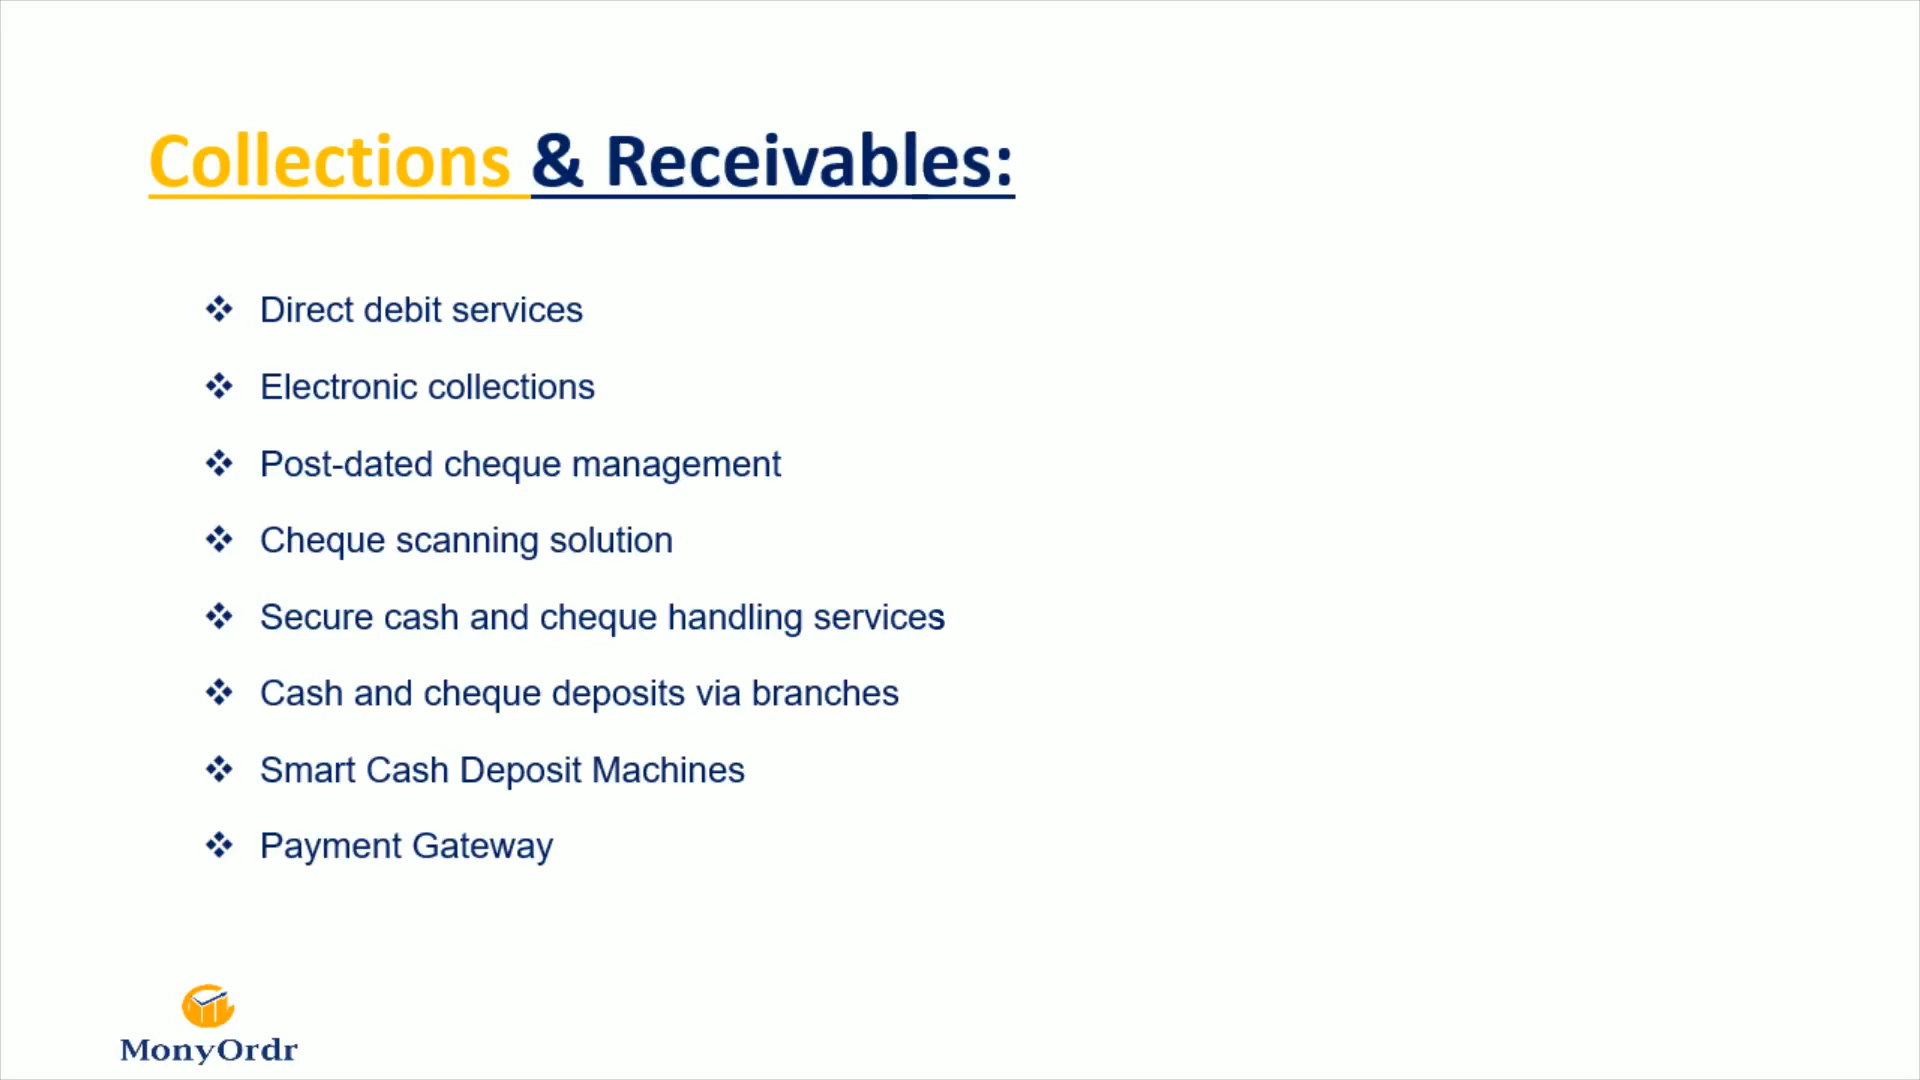 Collections & Receivables:
Direct debit services
Electronic collections
Post-dated cheque management
Cheque scanning solution
Secure cash and cheque handling services
Cash and cheque deposits via branches
Smart Cash Deposit Machines
Payment Gateway
MonyOrdr